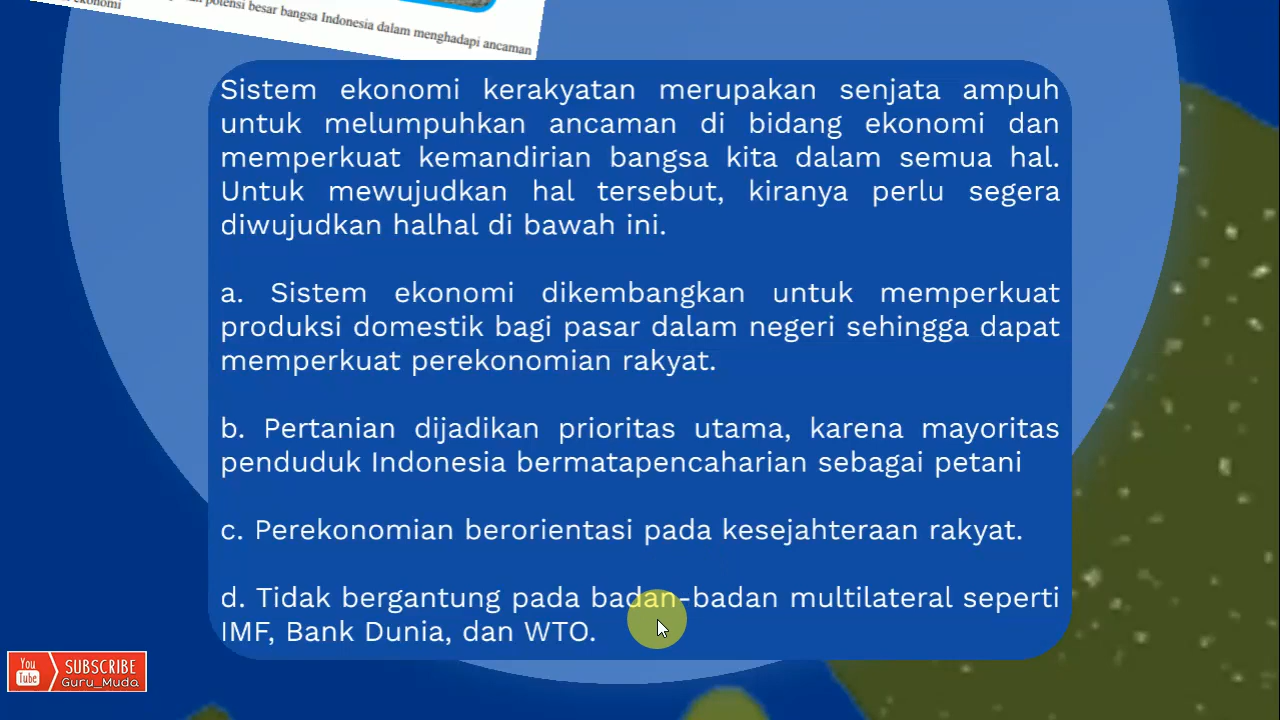 ekonomi
potensi besar bangsa Indonesia dalam menghadapi ancaman
Sistem ekonomi kerakyatan merupakan senjata ampuh
untuk melumpuhkan ancaman di bidang ekonomi dan
memperkuat kemandirian bangsa kita dalam semua hal.
Untuk mewujudkan hal tersebut, kiranya perlu segera
diwujudkan halhal di bawah ini.
a. Sistem ekonomi dikembangkan untuk memperkuat
produksi domestik bagi pasar dalam negeri sehingga dapat
memperkuat perekonomian rakyat.
b. Pertanian dijadikan prioritas utama, karena mayoritas
penduduk Indonesia bermatapencaharian sebagai petani
c. Perekonomian berorientasi pada kesejahteraan rakyat.
d. Tidak bergantung pada badan-badan multilateral seperti
IMF, Bank Dunia, dan WTO.
You
Tube
SUBSCRIBE
Guru_Muda